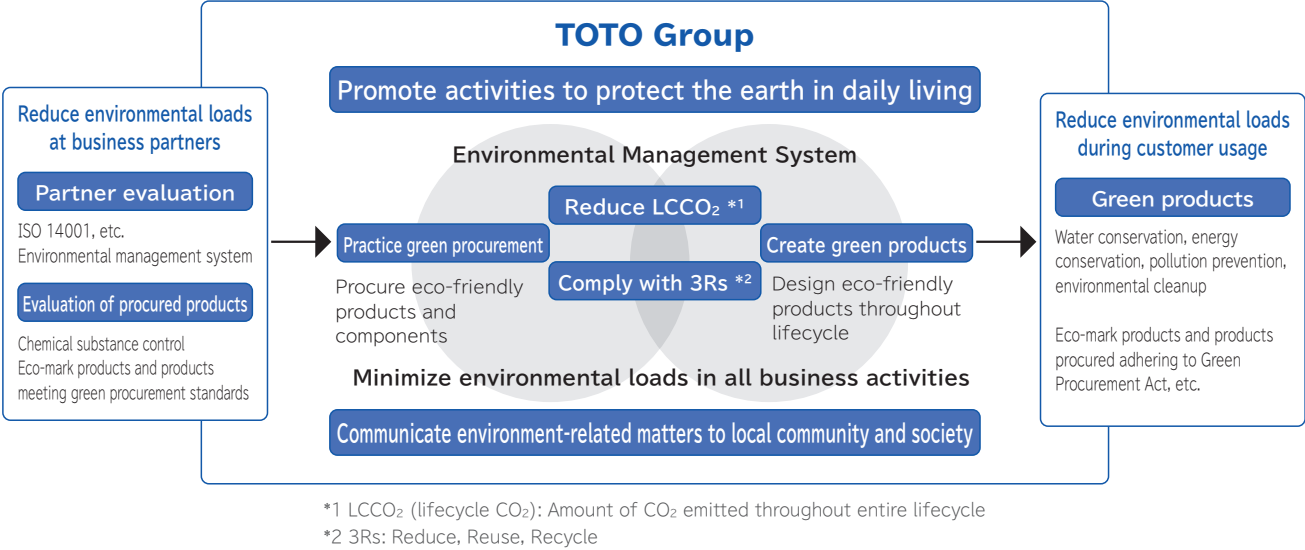 TOTO Group
Promote activities to protect the earth in daily living
Reduce environmental loads
at business partners
Partner evaluation
ISO 14001, etc.
Environmental management system
Evaluation of procured products
Chemical substance control
Eco-mark products and products
meeting green procurement standards
Environmental Management System
Reduce LCCO₂ *1
Practice green procurement
Create green products
Comply with 3Rs *2
Procure eco-friendly
products and
components
Design eco-friendly
products throughout
lifecycle
Minimize environmental loads in all business activities
Communicate environment-related matters to local community and society
Reduce environmental loads
during customer usage
Green products
Water conservation, energy
conservation, pollution prevention,
environmental cleanup
Eco-mark products and products
procured adhering to Green
Procurement Act, etc.
*1 LCCO₂ (lifecycle CO₂): Amount of CO₂ emitted throughout entire lifecycle
*2 3Rs: Reduce, Reuse, Recycle